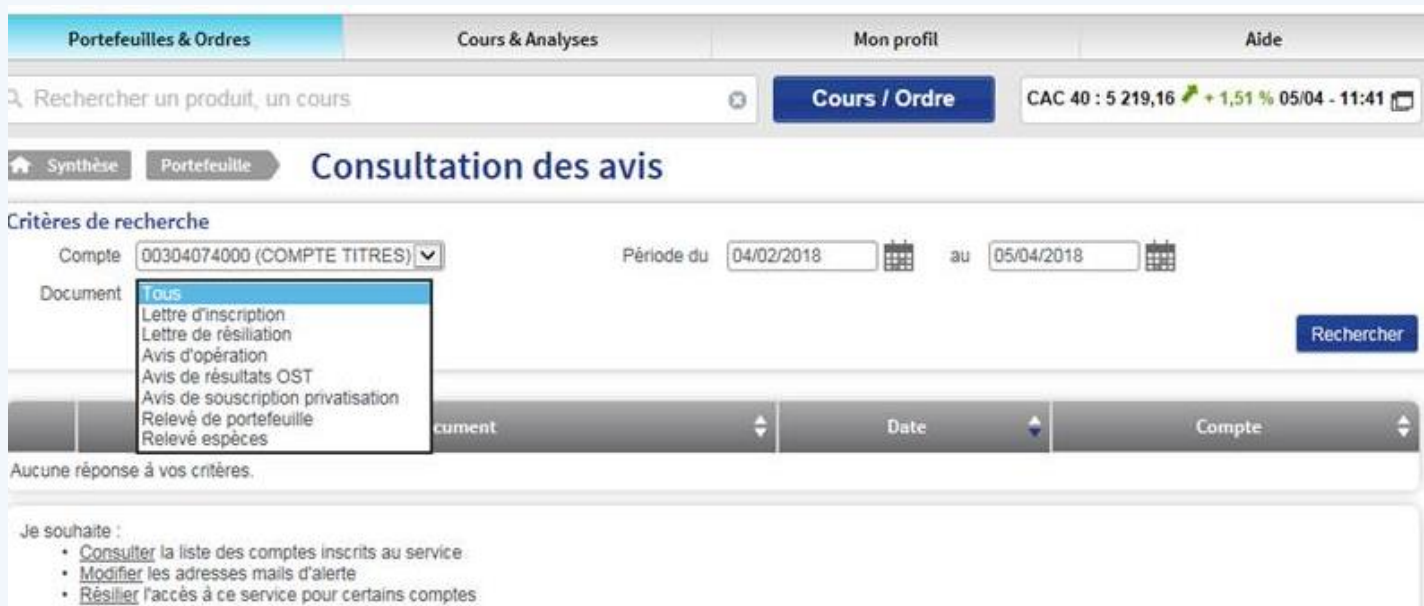 Portefeuilles & Ordres Cours & Analyses Mon profil Aide
Rechercher un produit, un cours Cours / Ordre CAC 40 : 5 219,16 + 1,51 % 05/04 - 11:41
Synthèse Portefeuille Consultation des avis
Critères de recherche
Compte 00304074000 (COMPTE TITRES) Période du 04/02/2018 au 05/04/2018
Document Tous
Lettre d'inscription
Lettre de résiliation
Rechercher
Avis d'opération
Avis de résultats OST
Avis de souscription privatisation
Relevé de portefeuille
cument Date Compte
Relevé espèces
Aucune réponse à vos critères.
Je souhaite :
• Consulter la liste des comptes inscrits au service
• Modifier les adresses mails d'alerte
• Résilier l'accès à ce service pour certains comptes